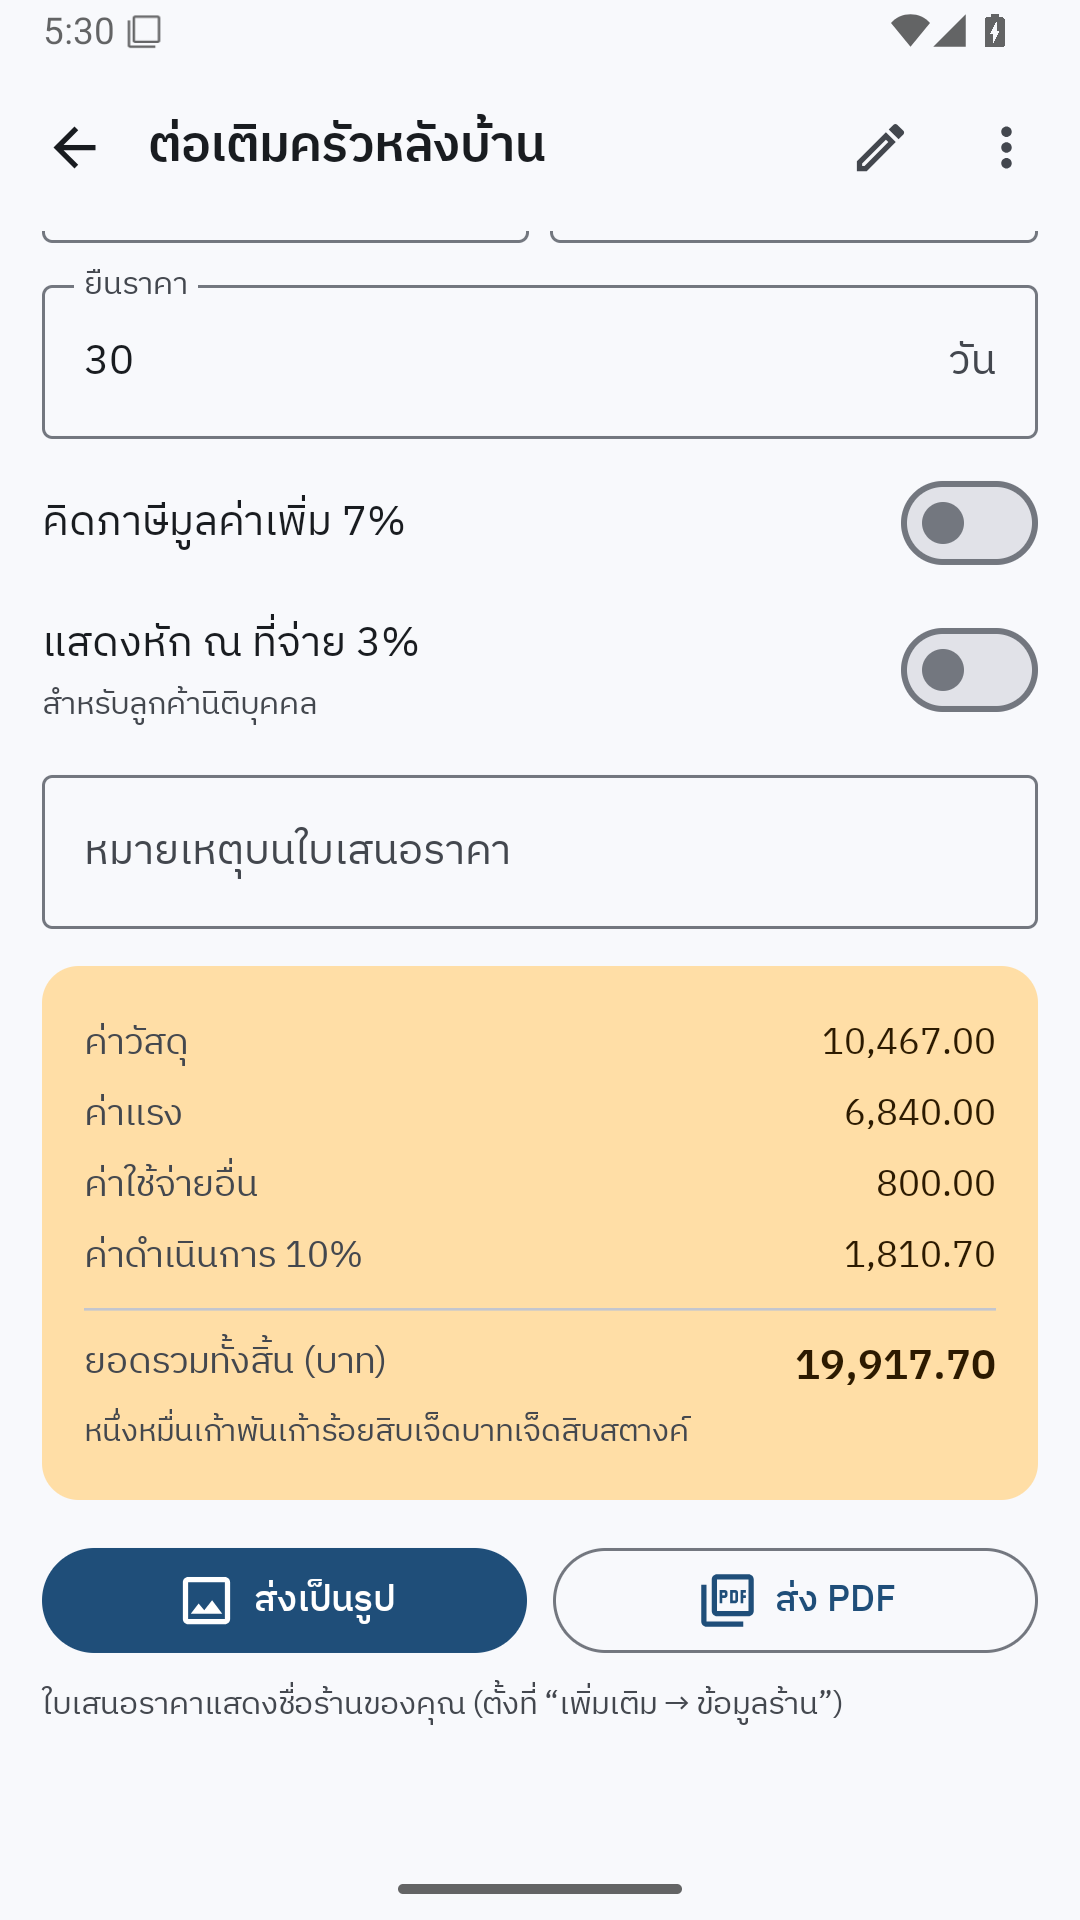 5:30
ต่อเติมครัวหลังบ้าน
ยืนราคา
30 วัน
คิดภาษีมูลค่าเพิ่ม 7%
แสดงหัก ณ ที่จ่าย 3%
สำหรับลูกค้านิติบุคคล
หมายเหตุบนใบเสนอราคา
ค่าวัสดุ 10,467.00
ค่าแรง 6,840.00
ค่าใช้จ่ายอื่น 800.00
ค่าดำเนินการ 10% 1,810.70
ยอดรวมทั้งสิ้น (บาท) 19,917.70
หนึ่งหมื่นเก้าพันเก้าร้อยสิบเจ็ดบาทเจ็ดสิบสตางค์
ส่งเป็นรูป PDF ส่ง PDF
ใบเสนอราคาแสดงชื่อร้านของคุณ (ตั้งที่ “เพิ่มเติม → ข้อมูลร้าน”)